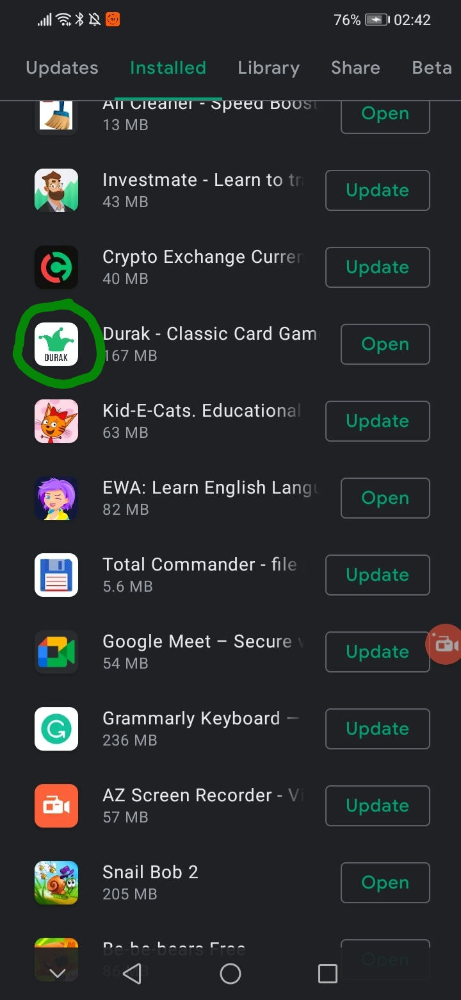 76% 02:42
Updates Installed Library Share Beta
All Cleaner - Speed Boost Open
13 MB
Investmate - Learn to tra
Update
43 MB
Crypto Exchange Curren
Update
40 MB
Durak - Classic Card Gam
Open
DURAK
167 MB
Kid-E-Cats. Educational
Update
63 MB
EWA: Learn English Langu
Open
82 MB
Total Commander - file
Update
5.6 MB
Google Meet – Secure v
Update
54 MB
Grammarly Keyboard —
Update
236 MB
AZ Screen Recorder - Vi
Update
57 MB
Snail Bob 2
Open
205 MB
Be-be-bears Free
Open
86 MB